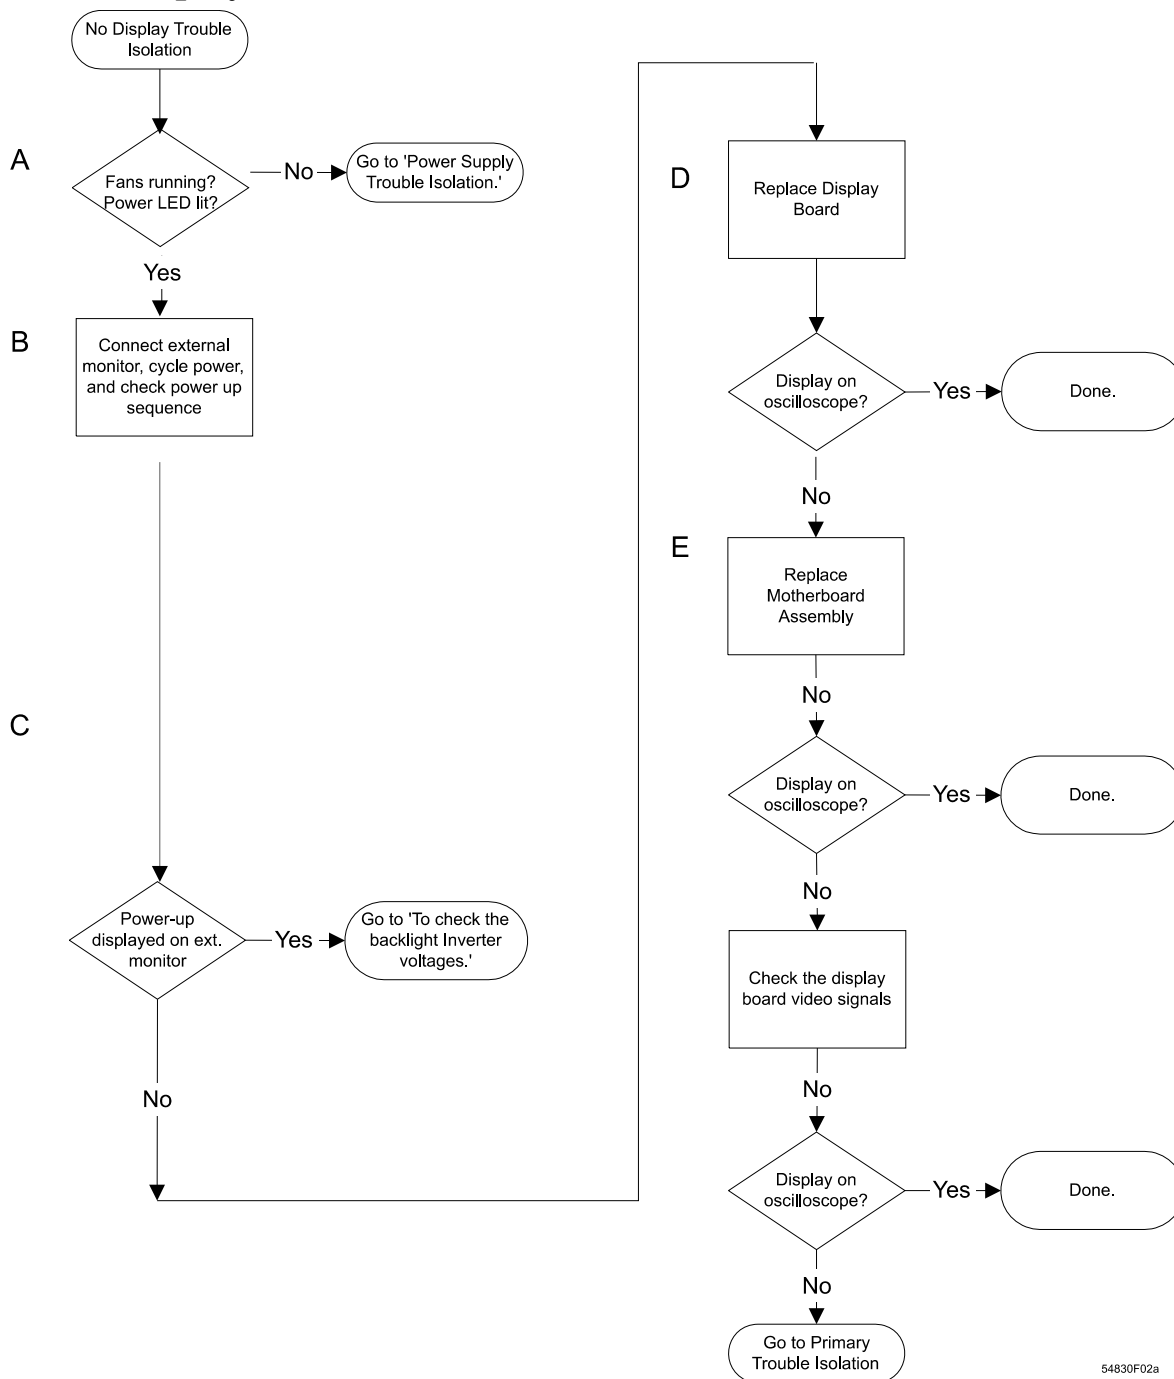 No Display Trouble
Isolation
A
Fans running?
Power LED lit?
No
Go to 'Power Supply
Trouble Isolation.'
Yes
B
Connect external
monitor, cycle power,
and check power up
sequence
C
Power-up
displayed on ext.
monitor
Yes
Go to 'To check the
backlight Inverter
voltages.'
No
D
Replace Display
Board
Display on
oscilloscope?
Yes
Done.
No
E
Replace
Motherboard
Assembly
No
Display on
oscilloscope?
Yes
Done.
No
Check the display
board video signals
No
Display on
oscilloscope?
Yes
Done.
No
Go to Primary
Trouble Isolation
54830F02a